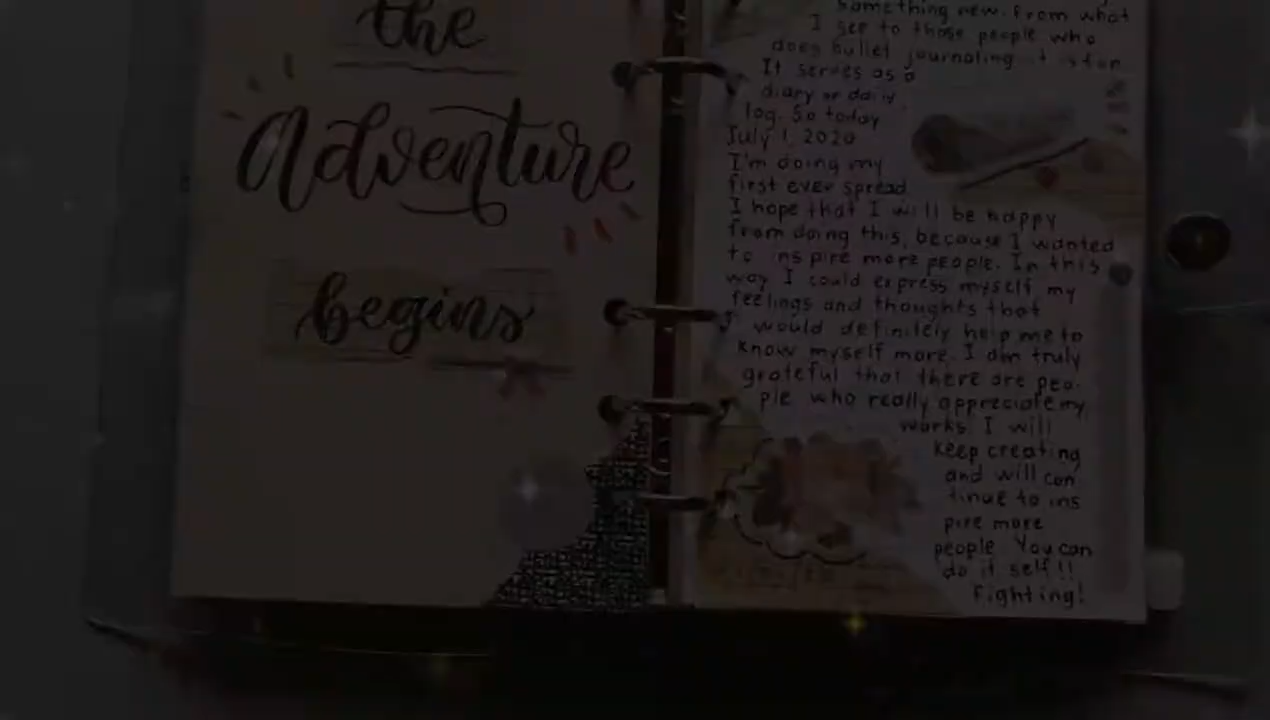 the
Adventure
begins
something new. From what
I see to those people who
does bullet journaling it is fun
It serves as a
diary or daily
log. So today
July 1, 2020
I'm doing my
first ever spread
I hope that I will be happy
from doing this, because I wanted
to inspire more people. In this
way I could express myself my
feelings and thoughts that
would definitely help me to
know myself more. I am truly
grateful that there are peo-
ple who really appreciate my
works. I will
keep creating
and will con
tinue to ins
pire more
people. You can
do it self!!
Fighting!